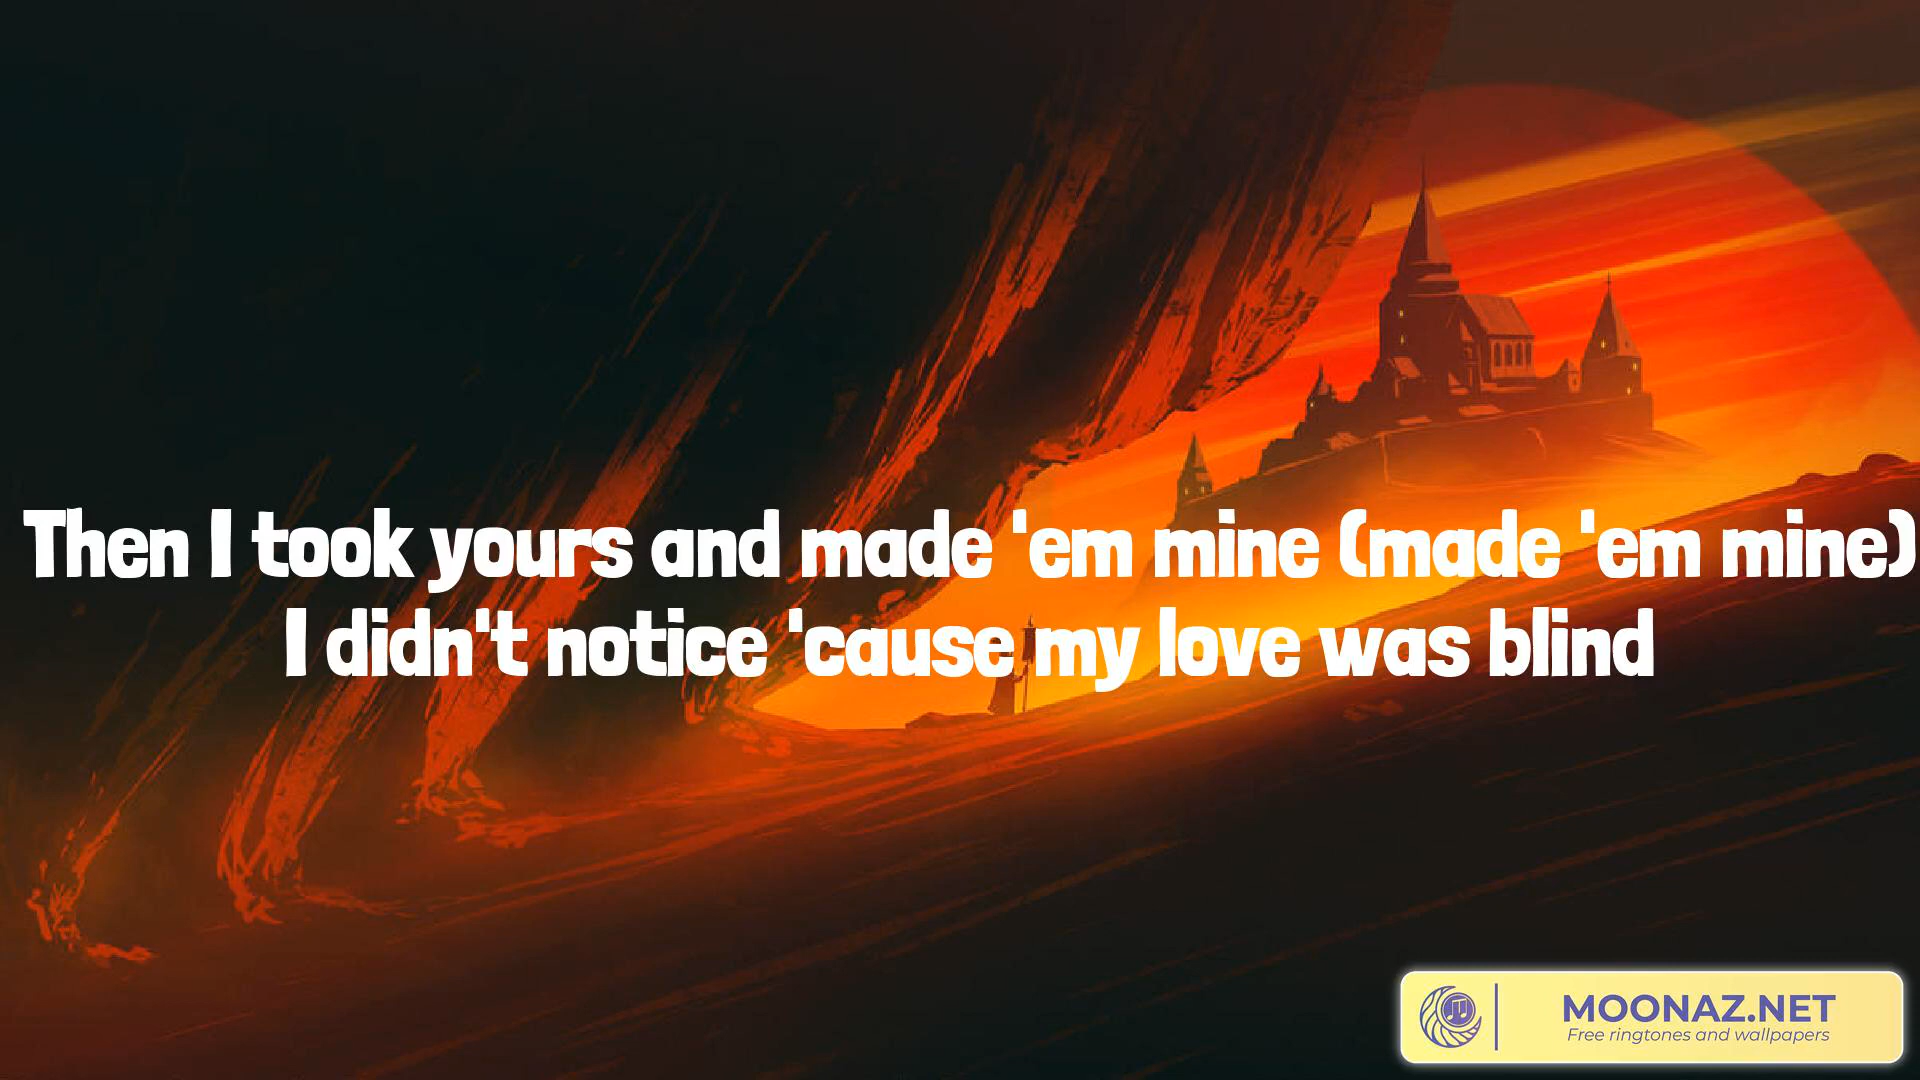 Then I took yours and made 'em mine (made 'em mine)
I didn't notice 'cause my love was blind
MOONAZ.NET
Free ringtones and wallpapers